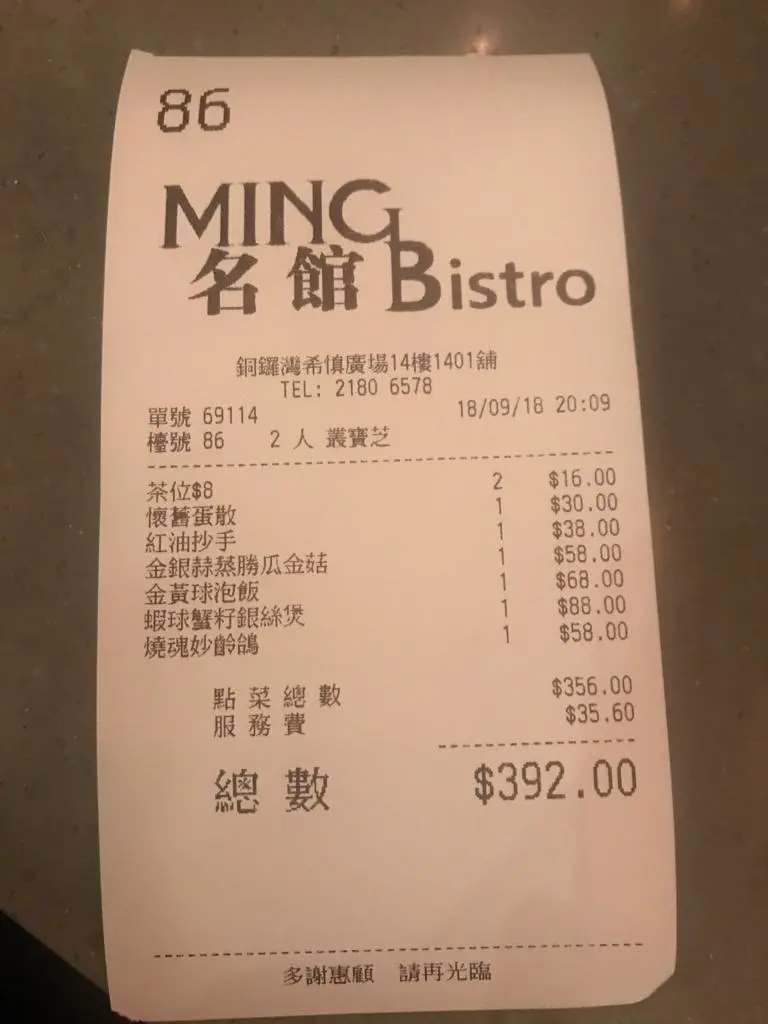 86
MING
名館 Bistro
銅鑼灣希慎廣場14樓1401舖
TEL: 2180 6578
單號 69114 18/09/18 20:09
檯號 86 2 人 叢寶芝
茶位$8 2 $16.00
懷舊蛋散 1 $30.00
紅油抄手 1 $38.00
金銀蒜蒸勝瓜金菇 1 $58.00
金黃球泡飯 1 $68.00
蝦球蟹籽銀絲煲 1 $88.00
燒魂妙齡鴿 1 $58.00
點菜總數 $356.00
服務費 $35.60
總數 $392.00
多謝惠顧 請再光臨